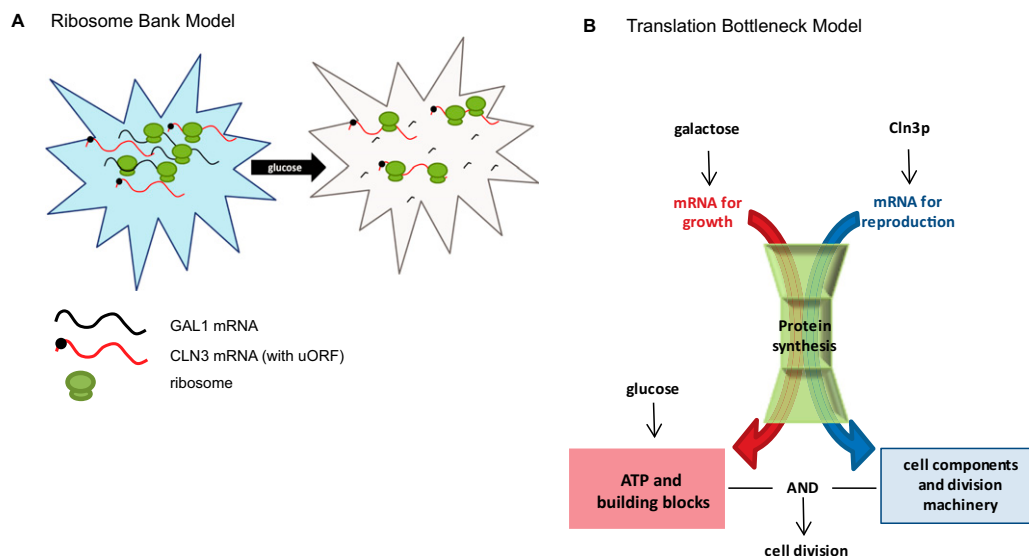 A Ribosome Bank Model
glucose
GAL1 mRNA
CLN3 mRNA (with uORF)
ribosome
B Translation Bottleneck Model
galactose
Cln3p
mRNA for
growth
mRNA for
reproduction
Protein
synthesis
glucose
ATP and
building blocks
AND
cell components
and division
machinery
cell division